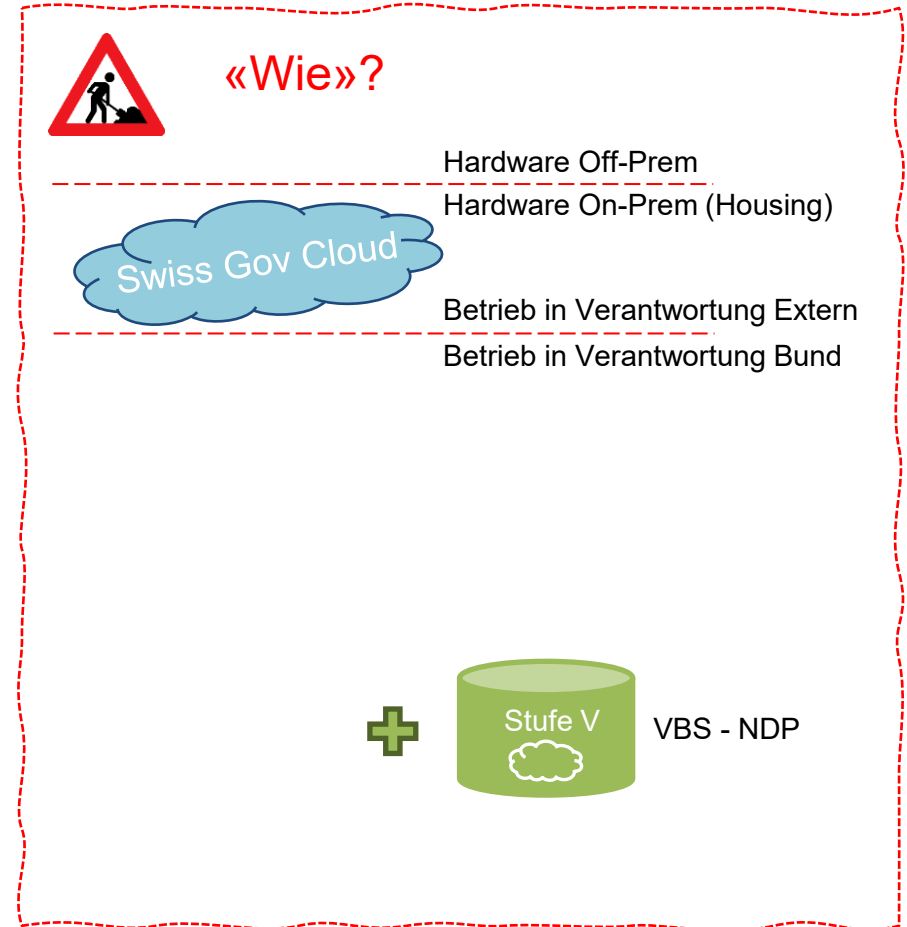 «Wie»?
Hardware Off-Prem
Hardware On-Prem (Housing)
Swiss Gov Cloud
Betrieb in Verantwortung Extern
Betrieb in Verantwortung Bund
Stufe V
VBS - NDP